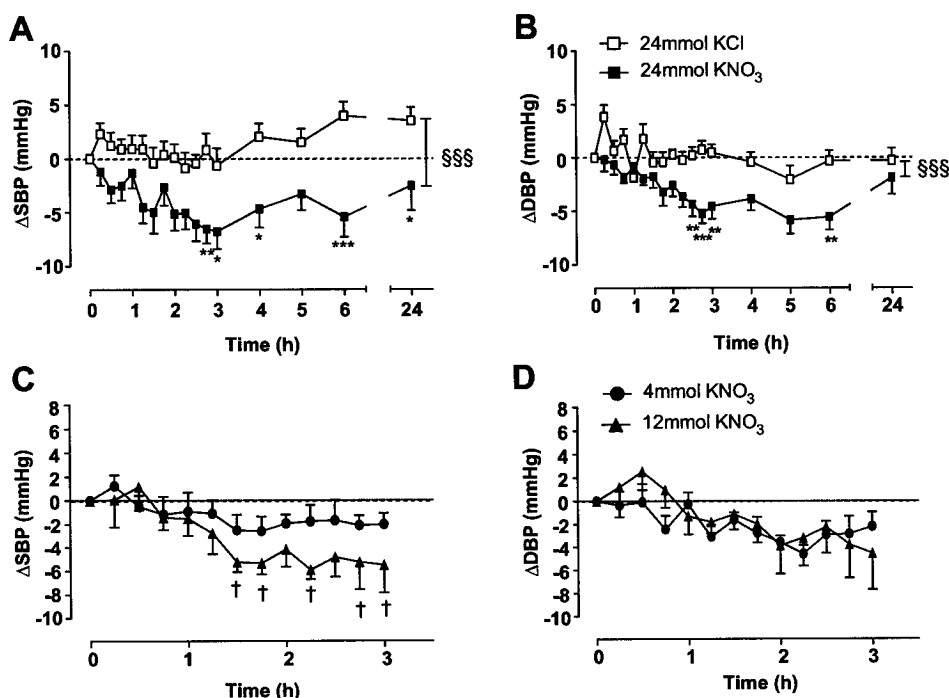 A
10
5
0
-5
-10
ΔSBP (mmHg)
§§§
**
*
*
***
*
0 1 2 3 4 5 6 24
Time (h)
B
24mmol KCl
24mmol KNO₃
10
5
0
-5
-10
ΔDBP (mmHg)
§§§
**
***
**
**
0 1 2 3 4 5 6 24
Time (h)
C
8
6
4
2
0
-2
-4
-6
-8
-10
ΔSBP (mmHg)
† † † † †
0 1 2 3
Time (h)
D
4mmol KNO₃
12mmol KNO₃
8
6
4
2
0
-2
-4
-6
-8
-10
ΔDBP (mmHg)
0 1 2 3
Time (h)